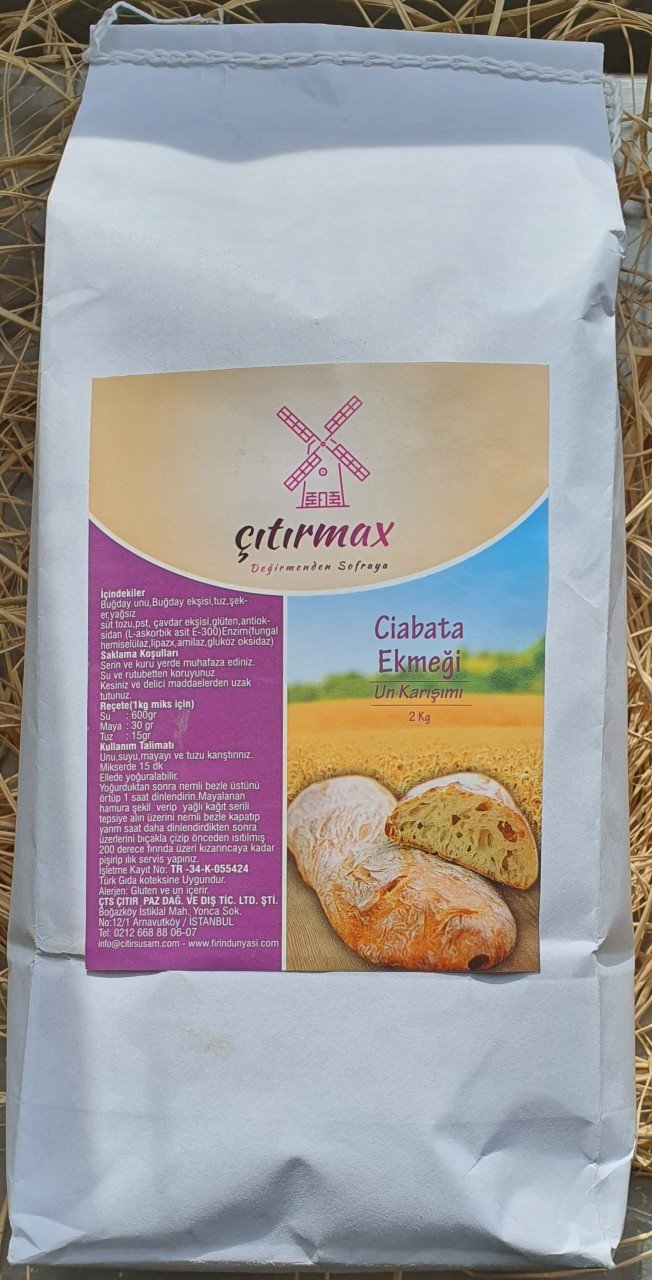 çıtırmax
Değirmenden Sofraya
İçindekiler
Buğday unu,Buğday ekşisi,tuz,şek-
er,yağsız
süt tozu,pst, çavdar ekşisi,glüten,antiok-
sidan (L-askorbik asit E-300)Enzim(fungal
hemiselülaz,lipazx,amilaz,glukoz oksidaz)
Saklama Koşulları
Serin ve kuru yerde muhafaza ediniz.
Su ve rutubetten koruyunuz
Kesiniz ve delici maddaelerden uzak
tutunuz.
Reçete(1kg miks için)
Su : 600gr
Maya : 30 gr
Tuz : 15gr
Kullanım Talimatı
Unu,suyu,mayayı ve tuzu karıştırınız.
Mikserde 15 dk
Ellede yoğuralabilir.
Yoğurduktan sonra nemli bezle üstünü
örtüp 1 saat dinlendirin.Mayalanan
hamura şekil verip yağlı kağıt serili
tepsiye alın üzerini nemli bezle kapatıp
yarım saat daha dinlendirdikten sonra
üzerlerini bıçakla çizip önceden ısıtılmış
200 derece fırında üzeri kızarıncaya kadar
pişirip ılık servis yapınız.
İşletme Kayıt No: TR -34-K-055424
Türk Gıda koteksine Uygundur.
Alerjen: Gluten ve un içerir.
ÇTS ÇITIR PAZ DAĞ. VE DIŞ TİC. LTD. ŞTİ.
Boğazköy İstiklal Mah. Yonca Sok.
No:12/1 Arnavutköy / İSTANBUL
Tel: 0212 668 88 06-07
info@citirsusam.com - www.firindunyasi.com
Ciabata
Ekmeği
Un Karışımı
2 Kg